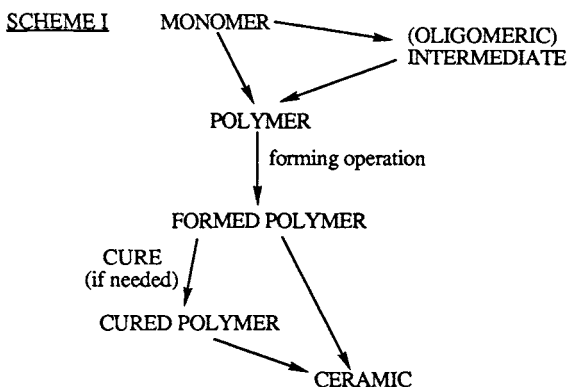 SCHEME I
MONOMER
(OLIGOMERIC)
INTERMEDIATE
POLYMER
forming operation
FORMED POLYMER
CURE
(if needed)
CURED POLYMER
CERAMIC